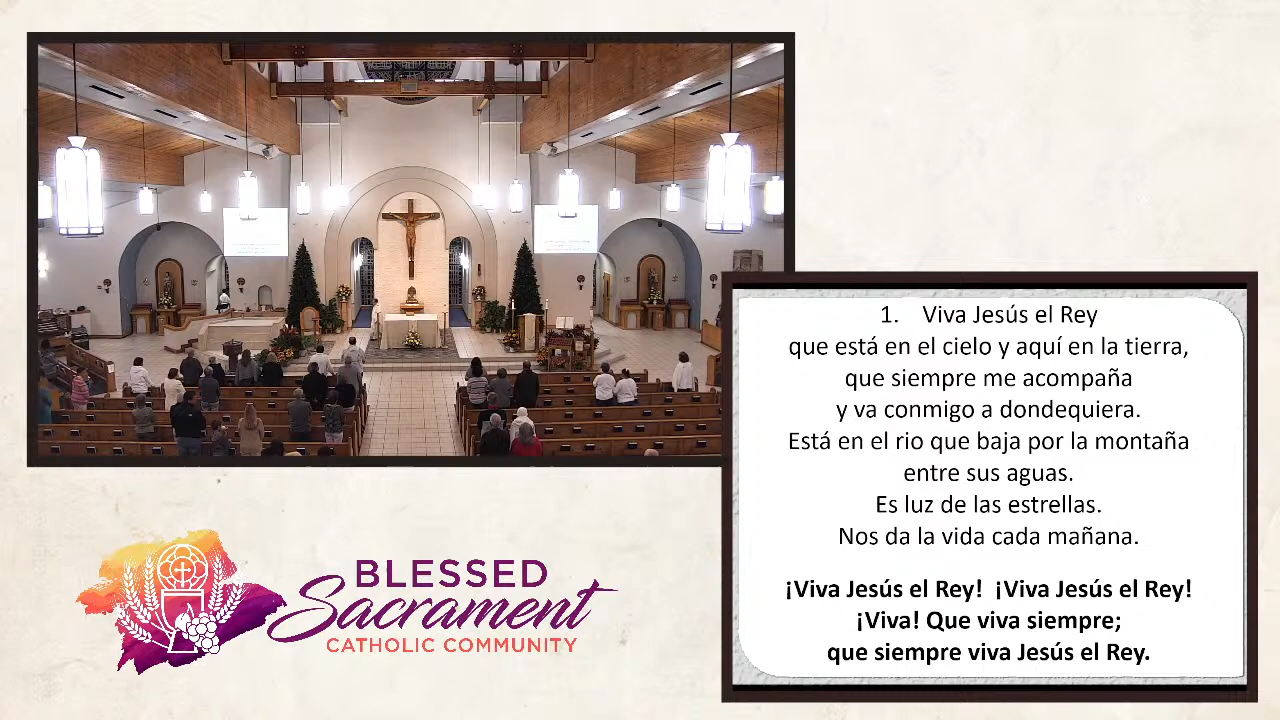 1. Viva Jesús el Rey
que está en el cielo y aquí en la tierra,
que siempre me acompaña
y va conmigo a dondequiera.
Está en el rio que baja por la montaña
entre sus aguas.
Es luz de las estrellas.
Nos da la vida cada mañana.
¡Viva Jesús el Rey! ¡Viva Jesús el Rey!
¡Viva! Que viva siempre;
que siempre viva Jesús el Rey.
BLESSED
Sacrament
CATHOLIC COMMUNITY